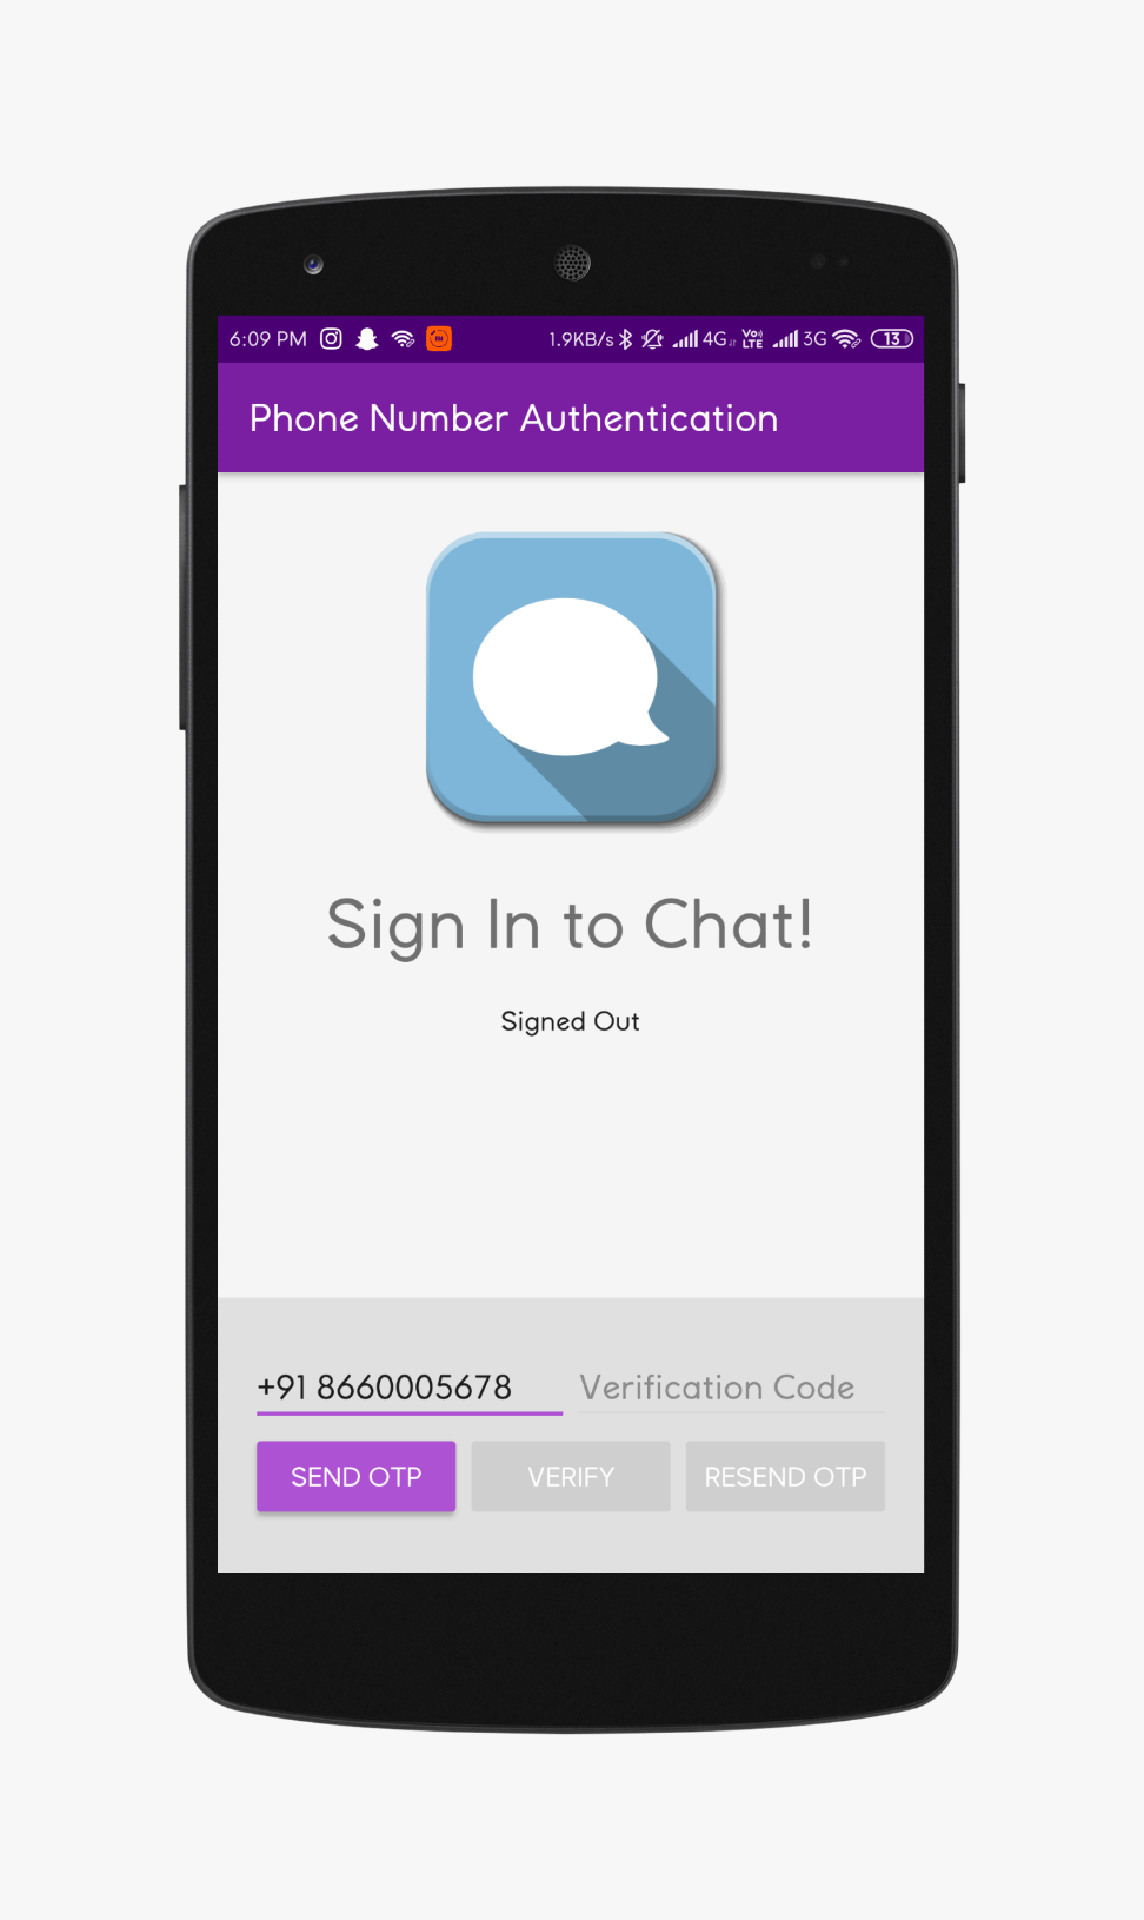 6:09 PM 1.9KB/s 4G Vo)) LTE 3G 13
Phone Number Authentication
Sign In to Chat!
Signed Out
+91 8660005678 Verification Code
SEND OTP VERIFY RESEND OTP